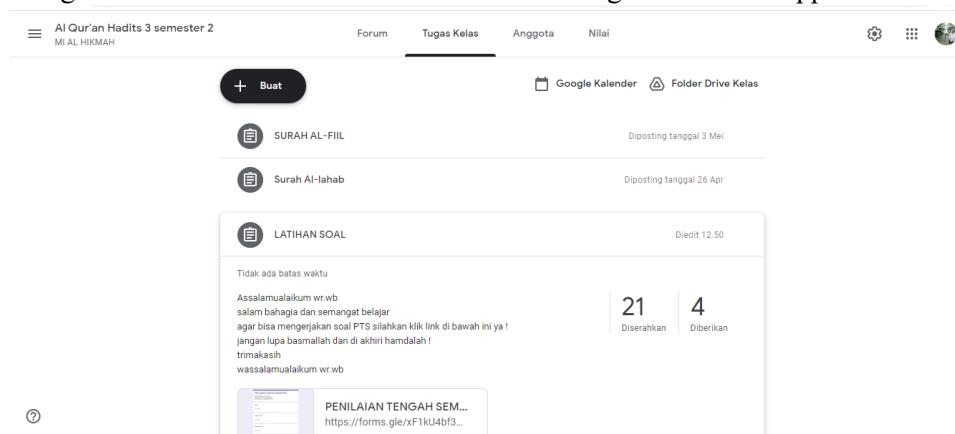 Al Qur'an Hadits 3 semester 2
MI AL HIKMAH
Forum
Tugas Kelas
Anggota
Nilai
+ Buat
Google Kalender
Folder Drive Kelas
SURAH AL-FIIL
Diposting tanggal 3 Mei
Surah Al-lahab
Diposting tanggal 26 Apr
LATIHAN SOAL
Diedit 12.50
Tidak ada batas waktu
Assalamualaikum wr.wb
salam bahagia dan semangat belajar
agar bisa mengerjakan soal PTS silahkan klik link di bawah ini ya !
jangan lupa basmallah dan di akhiri hamdalah !
trimakasih
wassalamualaikum wr.wb
21
Diserahkan
4
Diberikan
PENILAIAN TENGAH SEM...
https://forms.gle/xF1kU4bf3...